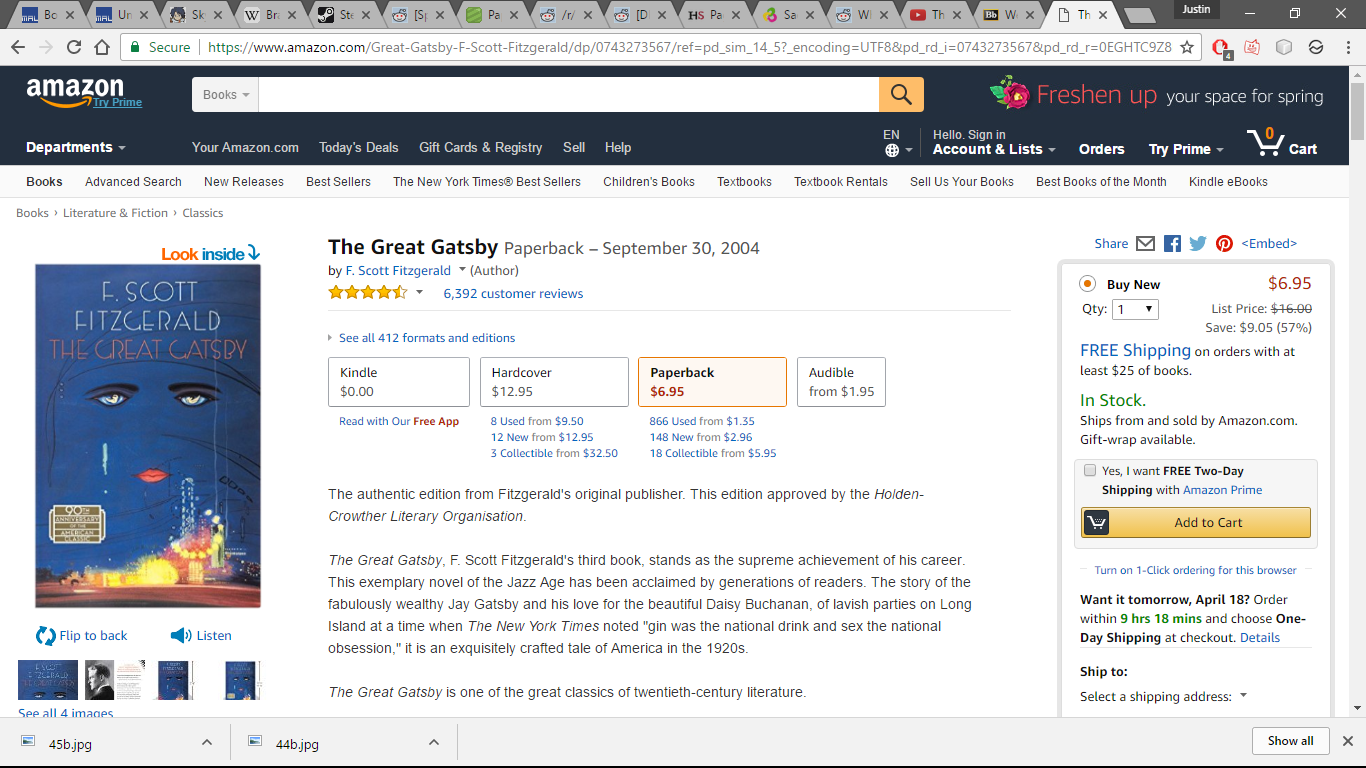 Bo
Un
Sk
Bra
Ste
[Sp
Pa
/r/
[DI
HS Pa
Sa
WI
Th
Bb We
Th
Justin
Secure https://www.amazon.com/Great-Gatsby-F-Scott-Fitzgerald/dp/0743273567/ref=pd_sim_14_5?_encoding=UTF8&pd_rd_i=0743273567&pd_rd_r=0EGHTC9Z8
4
amazon
Try Prime
Books
Freshen up your space for spring
Departments
Your Amazon.com Today's Deals Gift Cards & Registry Sell Help
EN
Hello. Sign in
Account & Lists
Orders
Try Prime
0
Cart
Books Advanced Search New Releases Best Sellers The New York Times® Best Sellers Children's Books Textbooks Textbook Rentals Sell Us Your Books Best Books of the Month Kindle eBooks
Books › Literature & Fiction › Classics
Look inside
F. SCOTT
FITZGERALD
THE GREAT GATSBY
90TH
ANNIVERSARY
OF THE
AMERICAN
CLASSIC
Flip to back
Listen
See all 4 images
The Great Gatsby Paperback – September 30, 2004
by F. Scott Fitzgerald (Author)
6,392 customer reviews
See all 412 formats and editions
Kindle
$0.00
Read with Our Free App
Hardcover
$12.95
8 Used from $9.50
12 New from $12.95
3 Collectible from $32.50
Paperback
$6.95
866 Used from $1.35
148 New from $2.96
18 Collectible from $5.95
Audible
from $1.95
The authentic edition from Fitzgerald's original publisher. This edition approved by the Holden-
Crowther Literary Organisation.
The Great Gatsby, F. Scott Fitzgerald's third book, stands as the supreme achievement of his career.
This exemplary novel of the Jazz Age has been acclaimed by generations of readers. The story of the
fabulously wealthy Jay Gatsby and his love for the beautiful Daisy Buchanan, of lavish parties on Long
Island at a time when The New York Times noted "gin was the national drink and sex the national
obsession," it is an exquisitely crafted tale of America in the 1920s.
The Great Gatsby is one of the great classics of twentieth-century literature.
Share <Embed>
Buy New $6.95
Qty: 1
List Price: $16.00
Save: $9.05 (57%)
FREE Shipping on orders with at
least $25 of books.
In Stock.
Ships from and sold by Amazon.com.
Gift-wrap available.
Yes, I want FREE Two-Day
Shipping with Amazon Prime
Add to Cart
Turn on 1-Click ordering for this browser
Want it tomorrow, April 18? Order
within 9 hrs 18 mins and choose One-
Day Shipping at checkout. Details
Ship to:
Select a shipping address:
45b.jpg
44b.jpg
Show all